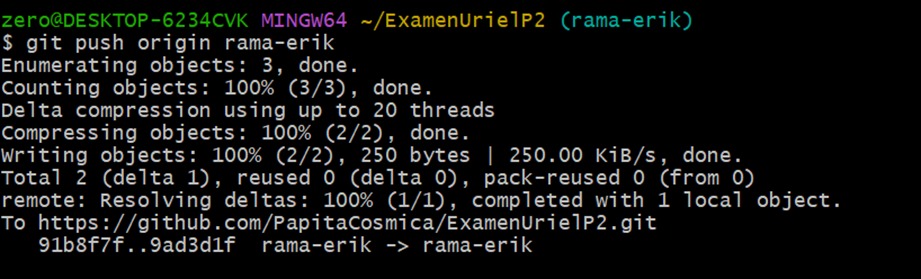 zero@DESKTOP-6234CVK MINGW64 ~/ExamenUrielP2 (rama-erik)
$ git push origin rama-erik
Enumerating objects: 3, done.
Counting objects: 100% (3/3), done.
Delta compression using up to 20 threads
Compressing objects: 100% (2/2), done.
Writing objects: 100% (2/2), 250 bytes | 250.00 KiB/s, done.
Total 2 (delta 1), reused 0 (delta 0), pack-reused 0 (from 0)
remote: Resolving deltas: 100% (1/1), completed with 1 local object.
To https://github.com/PapitaCosmica/ExamenUrielP2.git
   91b8f7f..9ad3d1f  rama-erik -> rama-erik